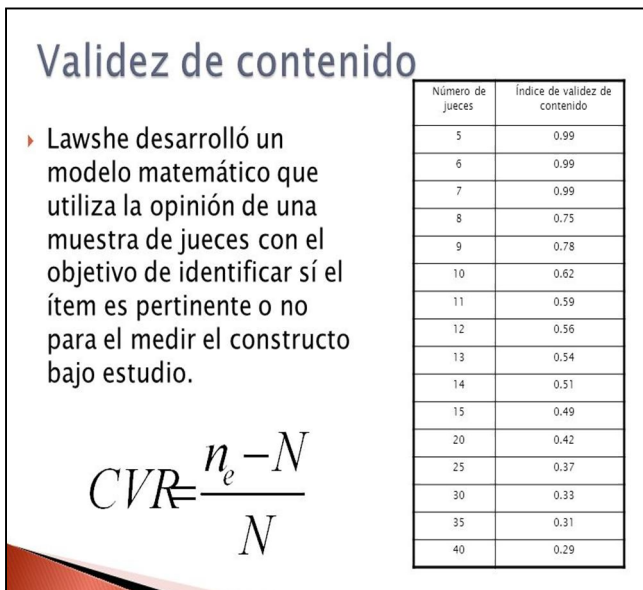 Validez de contenido
Lawshe desarrolló un
modelo matemático que
utiliza la opinión de una
muestra de jueces con el
objetivo de identificar sí el
ítem es pertinente o no
para el medir el constructo
bajo estudio.
CVR=
n_e − N
N
Número de jueces	Índice de validez de contenido
5	0.99
6	0.99
7	0.99
8	0.75
9	0.78
10	0.62
11	0.59
12	0.56
13	0.54
14	0.51
15	0.49
20	0.42
25	0.37
30	0.33
35	0.31
40	0.29